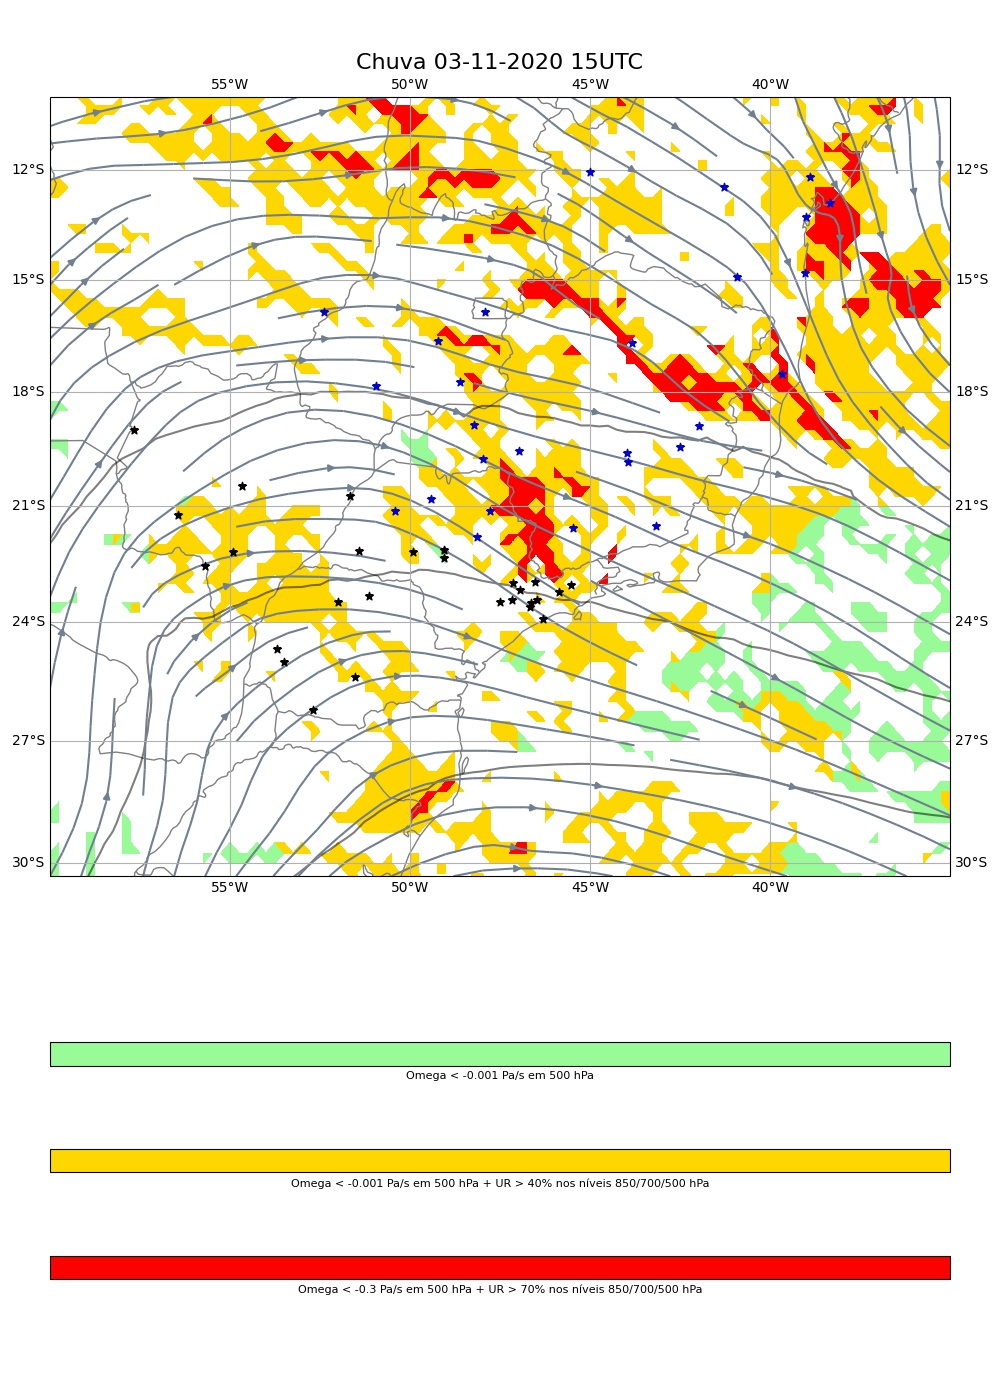 Chuva 03-11-2020 15UTC
55°W 50°W 45°W 40°W
12°S 12°S
15°S 15°S
18°S 18°S
21°S 21°S
24°S 24°S
27°S 27°S
30°S 30°S
55°W 50°W 45°W 40°W
Omega < -0.001 Pa/s em 500 hPa
Omega < -0.001 Pa/s em 500 hPa + UR > 40% nos níveis 850/700/500 hPa
Omega < -0.3 Pa/s em 500 hPa + UR > 70% nos níveis 850/700/500 hPa